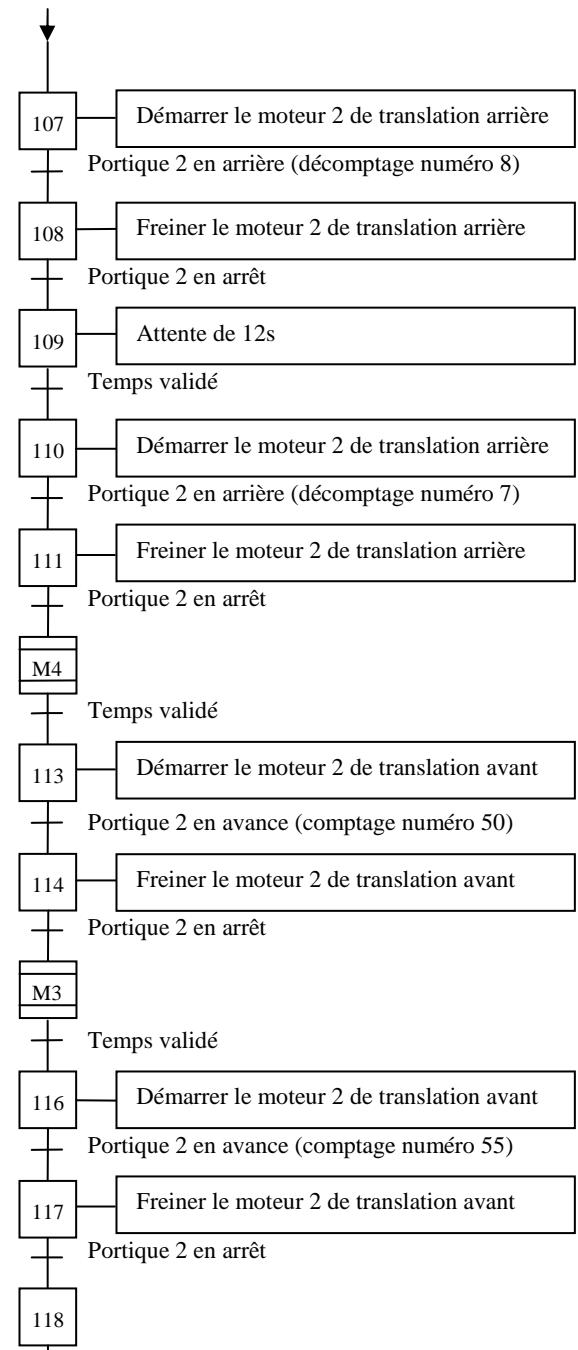 107 Démarrer le moteur 2 de translation arrière
Portique 2 en arrière (décomptage numéro 8)
108 Freiner le moteur 2 de translation arrière
Portique 2 en arrêt
109 Attente de 12s
Temps validé
110 Démarrer le moteur 2 de translation arrière
Portique 2 en arrière (décomptage numéro 7)
111 Freiner le moteur 2 de translation arrière
Portique 2 en arrêt
M4
Temps validé
113 Démarrer le moteur 2 de translation avant
Portique 2 en avance (comptage numéro 50)
114 Freiner le moteur 2 de translation avant
Portique 2 en arrêt
M3
Temps validé
116 Démarrer le moteur 2 de translation avant
Portique 2 en avance (comptage numéro 55)
117 Freiner le moteur 2 de translation avant
Portique 2 en arrêt
118